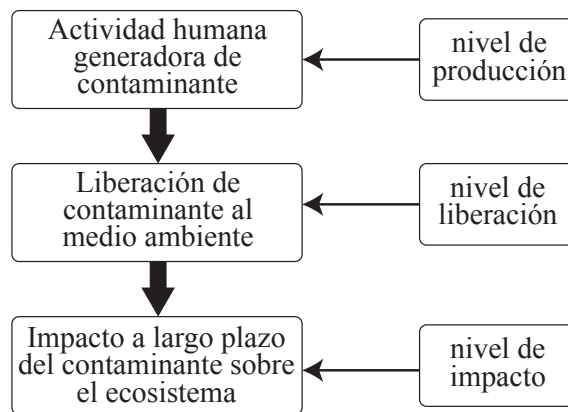 Actividad humana
generadora de
contaminante
nivel de
producción
Liberación de
contaminante al
medio ambiente
nivel de
liberación
Impacto a largo plazo
del contaminante sobre
el ecosistema
nivel de
impacto